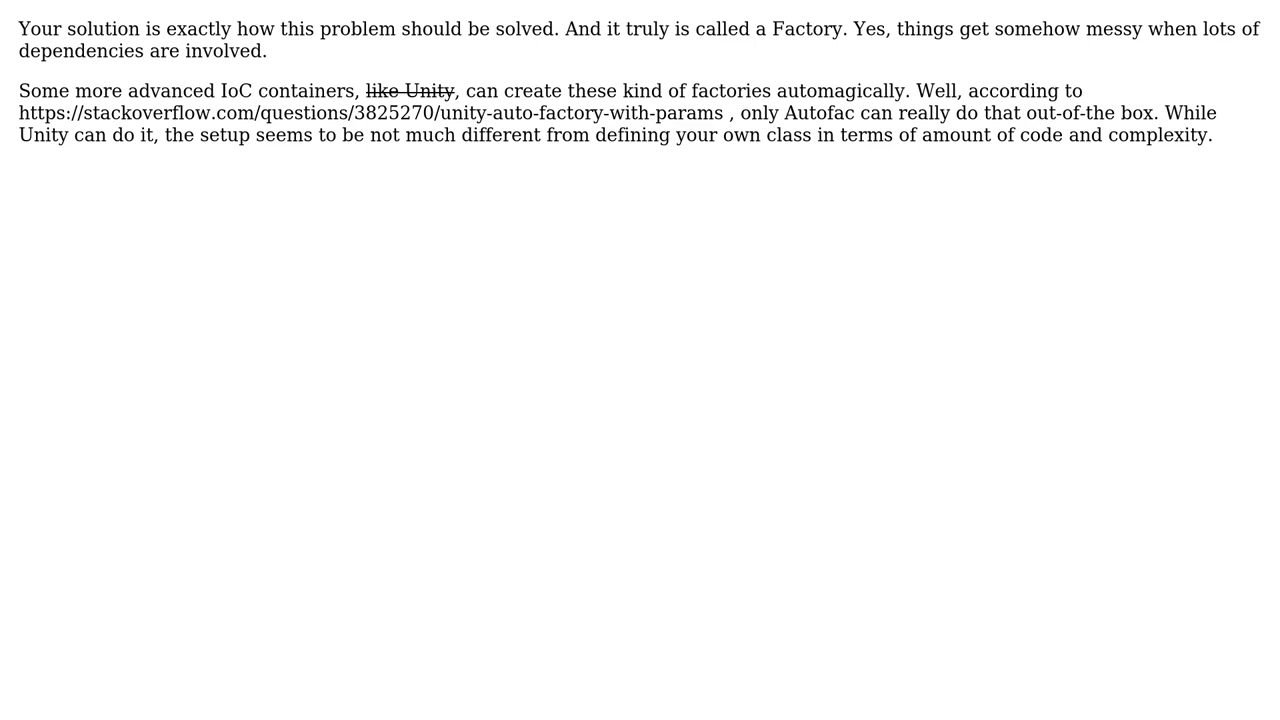 Your solution is exactly how this problem should be solved. And it truly is called a Factory. Yes, things get somehow messy when lots of
dependencies are involved.
Some more advanced IoC containers, like Unity, can create these kind of factories automagically. Well, according to
https://stackoverflow.com/questions/3825270/unity-auto-factory-with-params , only Autofac can really do that out-of-the box. While
Unity can do it, the setup seems to be not much different from defining your own class in terms of amount of code and complexity.